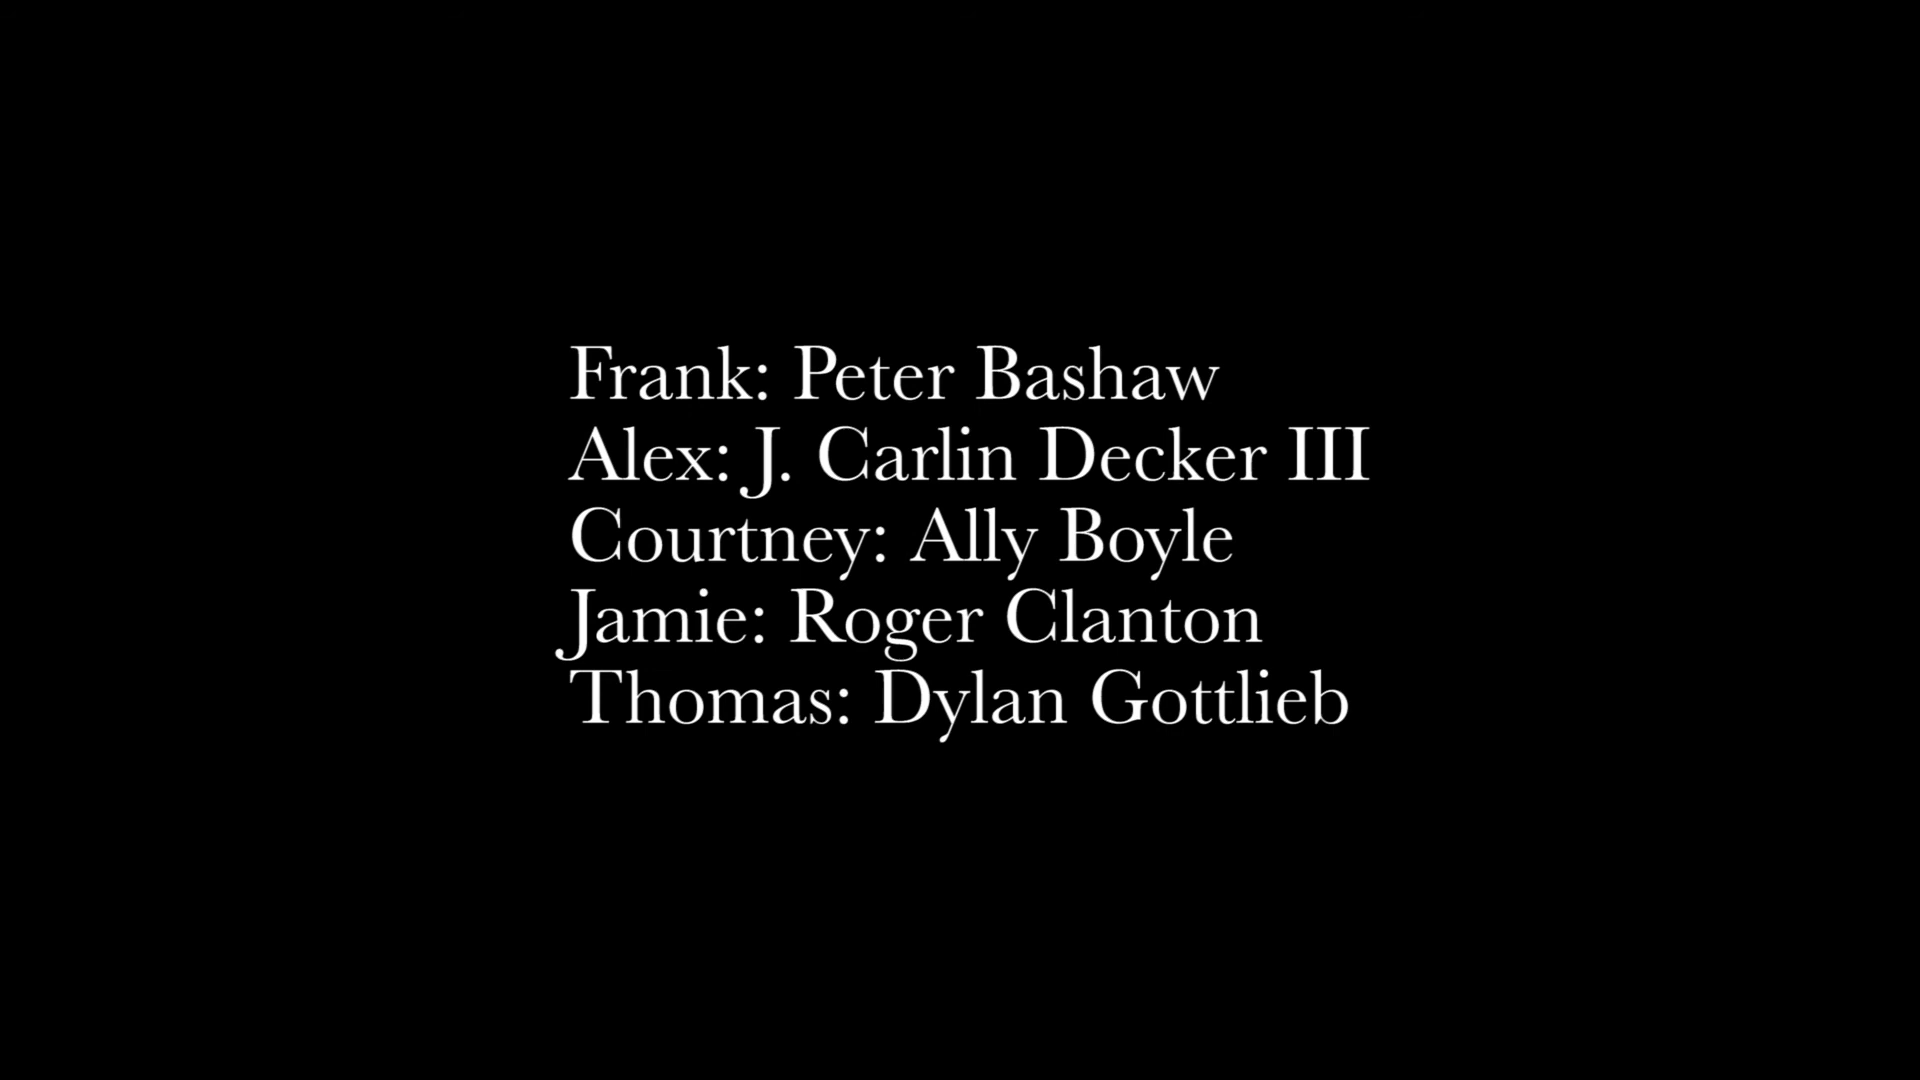 Frank: Peter Bashaw
Alex: J. Carlin Decker III
Courtney: Ally Boyle
Jamie: Roger Clanton
Thomas: Dylan Gottlieb